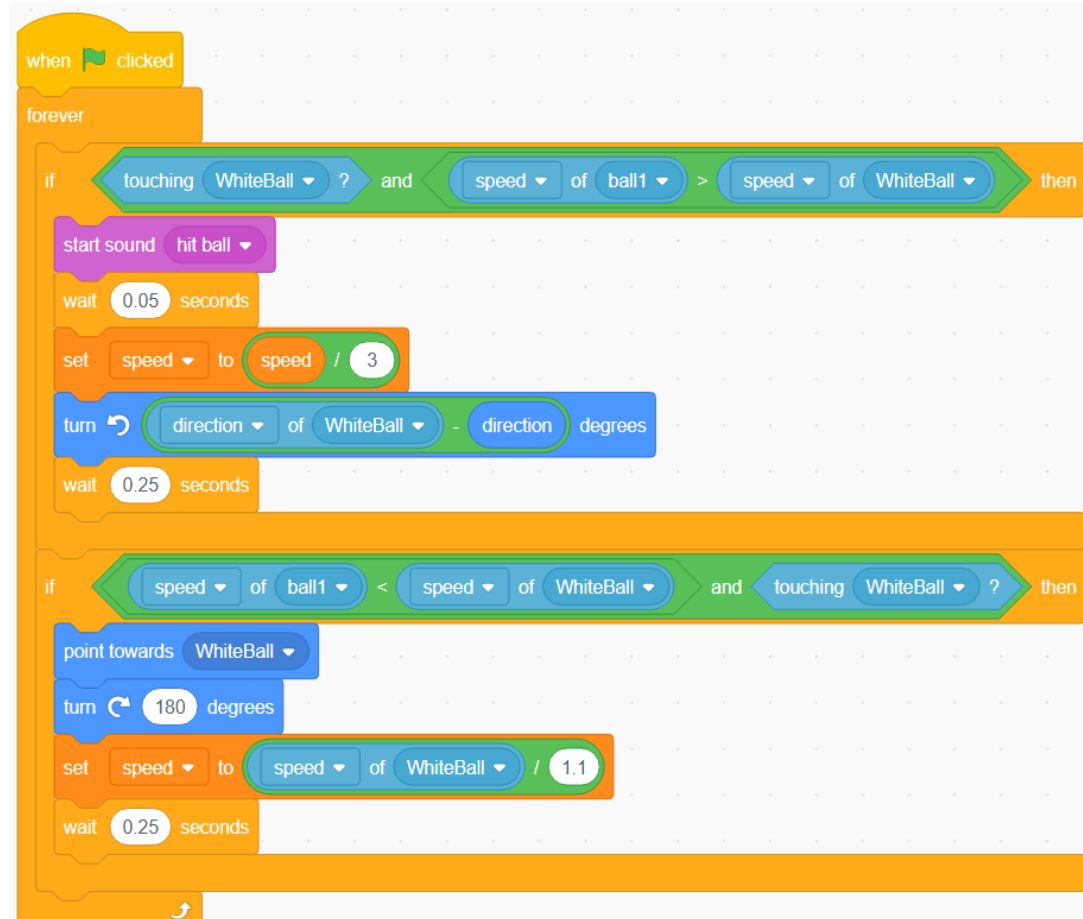 when clicked
forever
if touching WhiteBall ? and speed of ball1 > speed of WhiteBall then
start sound hit ball
wait 0.05 seconds
set speed to speed / 3
turn direction of WhiteBall - direction degrees
wait 0.25 seconds
if speed of ball1 < speed of WhiteBall and touching WhiteBall ? then
point towards WhiteBall
turn 180 degrees
set speed to speed of WhiteBall / 1.1
wait 0.25 seconds